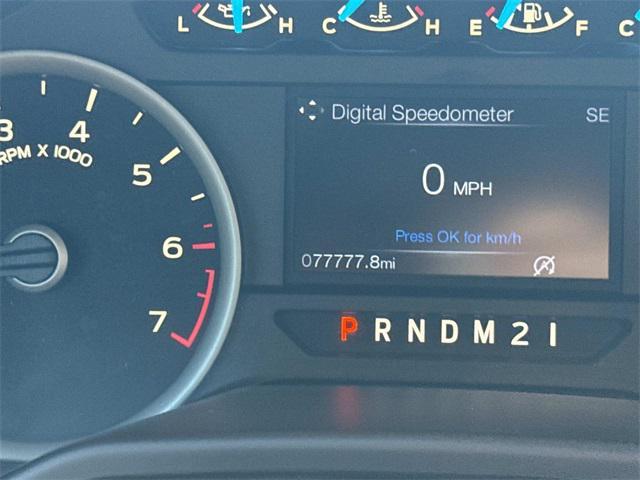 L H C H E F C
Digital Speedometer SE
3 4 5 6 7
RPM X 1000
0 MPH
Press OK for km/h
077777.8mi
P R N D M 2 1